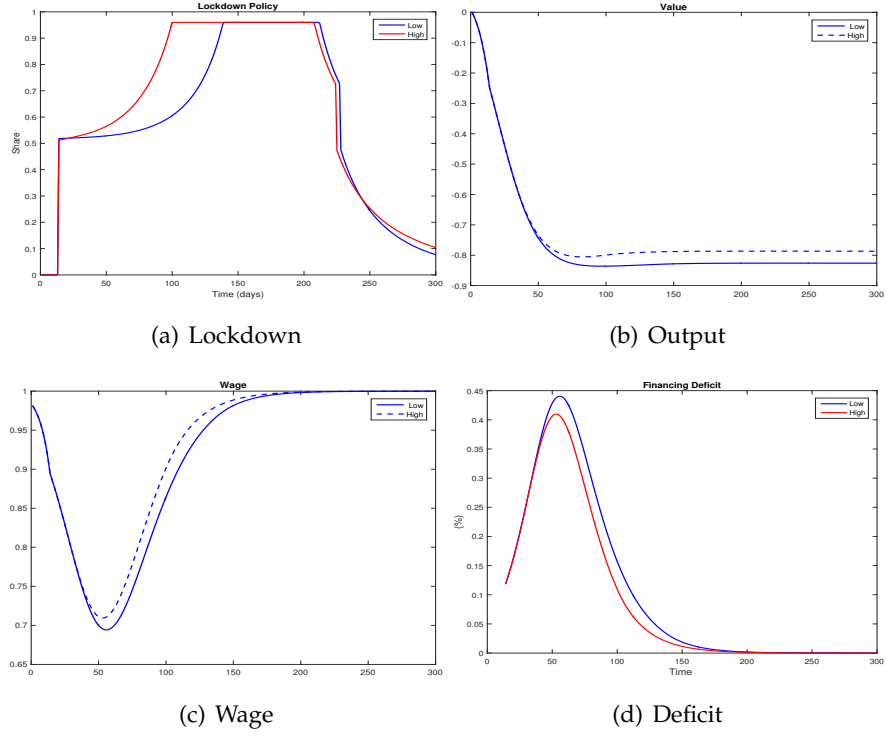 Lockdown Policy
1
0.9
0.8
0.7
0.6
0.5
0.4
0.3
0.2
0.1
0
Share
0 50 100 150 200 250 300
Time (days)
Low
High
(a) Lockdown
Value
-0
-0.1
-0.2
-0.3
-0.4
-0.5
-0.6
-0.7
-0.8
-0.9
0 50 100 150 200 250 300
Low
High
(b) Output
Wage
1
0.95
0.9
0.85
0.8
0.75
0.7
0.65
0 50 100 150 200 250 300
Low
High
(c) Wage
Financing Deficit
0.45
0.4
0.35
0.3
0.25
0.2
0.15
0.1
0.05
0
(%)
0 50 100 150 200 250 300
Time
Low
High
(d) Deficit